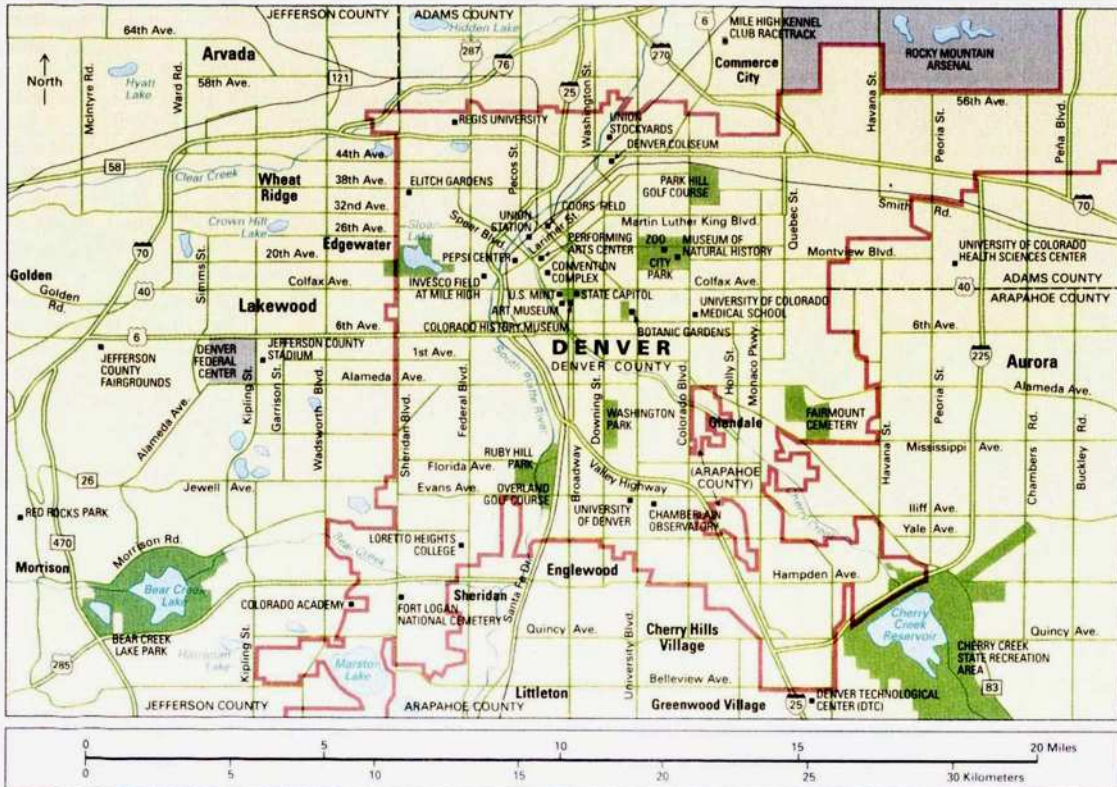 JEFFERSON COUNTY
ADAMS COUNTY
64th Ave.
Arvada
Hidden Lake
287
76
6
270
MILE HIGH KENNEL
CLUB RACETRACK
Commerce
City
ROCKY MOUNTAIN
ARSENAL
North
McIntyre Rd.
Hyatt
Lake
Ward Rd.
58th Ave.
121
25
Washington St.
Havana St.
56th Ave.
Peoria St.
Peña Blvd.
REGIS UNIVERSITY
UNION
STOCKYARDS
DENVER COLISEUM
58
44th Ave.
Clear Creek
Wheat
Ridge
38th Ave.
ELITCH GARDENS
Pecos St.
PARK HILL
GOLF COURSE
Quebec St.
Smith Rd.
70
32nd Ave.
Crown Hill
Lake
26th Ave.
Edgewater
Sloan
Lake
Speer Blvd.
UNION
STATION
Larimer St.
COORS FIELD
Martin Luther King Blvd.
PERFORMING
ARTS CENTER
ZOO
CITY
PARK
MUSEUM OF
NATURAL HISTORY
Montview Blvd.
UNIVERSITY OF COLORADO
HEALTH SCIENCES CENTER
ADAMS COUNTY
ARAPAHOE COUNTY
70
20th Ave.
Simms St.
PEPSI CENTER
CONVENTION
COMPLEX
Golden
Golden
Rd.
40
Colfax Ave.
INVESCO FIELD
AT MILE HIGH
Colfax Ave.
40
Lakewood
U.S. MINT
STATE CAPITOL
ART MUSEUM
UNIVERSITY OF COLORADO
MEDICAL SCHOOL
6th Ave.
COLORADO HISTORY MUSEUM
BOTANIC GARDENS
6th Ave.
6
JEFFERSON
COUNTY
FAIRGROUNDS
DENVER
FEDERAL
CENTER
JEFFERSON COUNTY
STADIUM
1st Ave.
DENVER
DENVER COUNTY
225
Aurora
Alameda Ave.
Kipling St.
Garrison St.
Wadsworth Blvd.
Alameda Ave.
Sheridan Blvd.
Federal Blvd.
South Platte River
Downing St.
WASHINGTON
PARK
Colorado Blvd.
Holly St.
Monaco Pkwy.
Glendale
FAIRMOUNT
CEMETERY
Havana St.
Peoria St.
Alameda Ave.
Mississippi Ave.
Chambers Rd.
Buckley Rd.
RUBY HILL
PARK
Florida Ave.
Evans Ave.
OVERLAND
GOLF COURSE
Broadway
Valley Highway
(ARAPAHOE
COUNTY)
Cherry Creek
26
Jewell Ave.
RED ROCKS PARK
UNIVERSITY
OF DENVER
CHAMBERLAIN
OBSERVATORY
Iliff Ave.
Yale Ave.
470
Morrison Rd.
Morrison
Bear Creek
LORETTO HEIGHTS
COLLEGE
Santa Fe Dr.
Englewood
Hampden Ave.
Bear Creek
Lake
COLORADO ACADEMY
Sheridan
FORT LOGAN
NATIONAL CEMETERY
Cherry
Creek
Reservoir
BEAR CREEK
LAKE PARK
Kipling St.
Quincy Ave.
University Blvd.
Cherry Hills
Village
Quincy Ave.
CHERRY CREEK
STATE RECREATION
AREA
285
Marston
Lake
Belleview Ave.
83
JEFFERSON COUNTY
ARAPAHOE COUNTY
Littleton
Greenwood Village
25
DENVER TECHNOLOGICAL
CENTER (DTC)
0 5 10 15 20 Miles
0 5 10 15 20 25 30 Kilometers